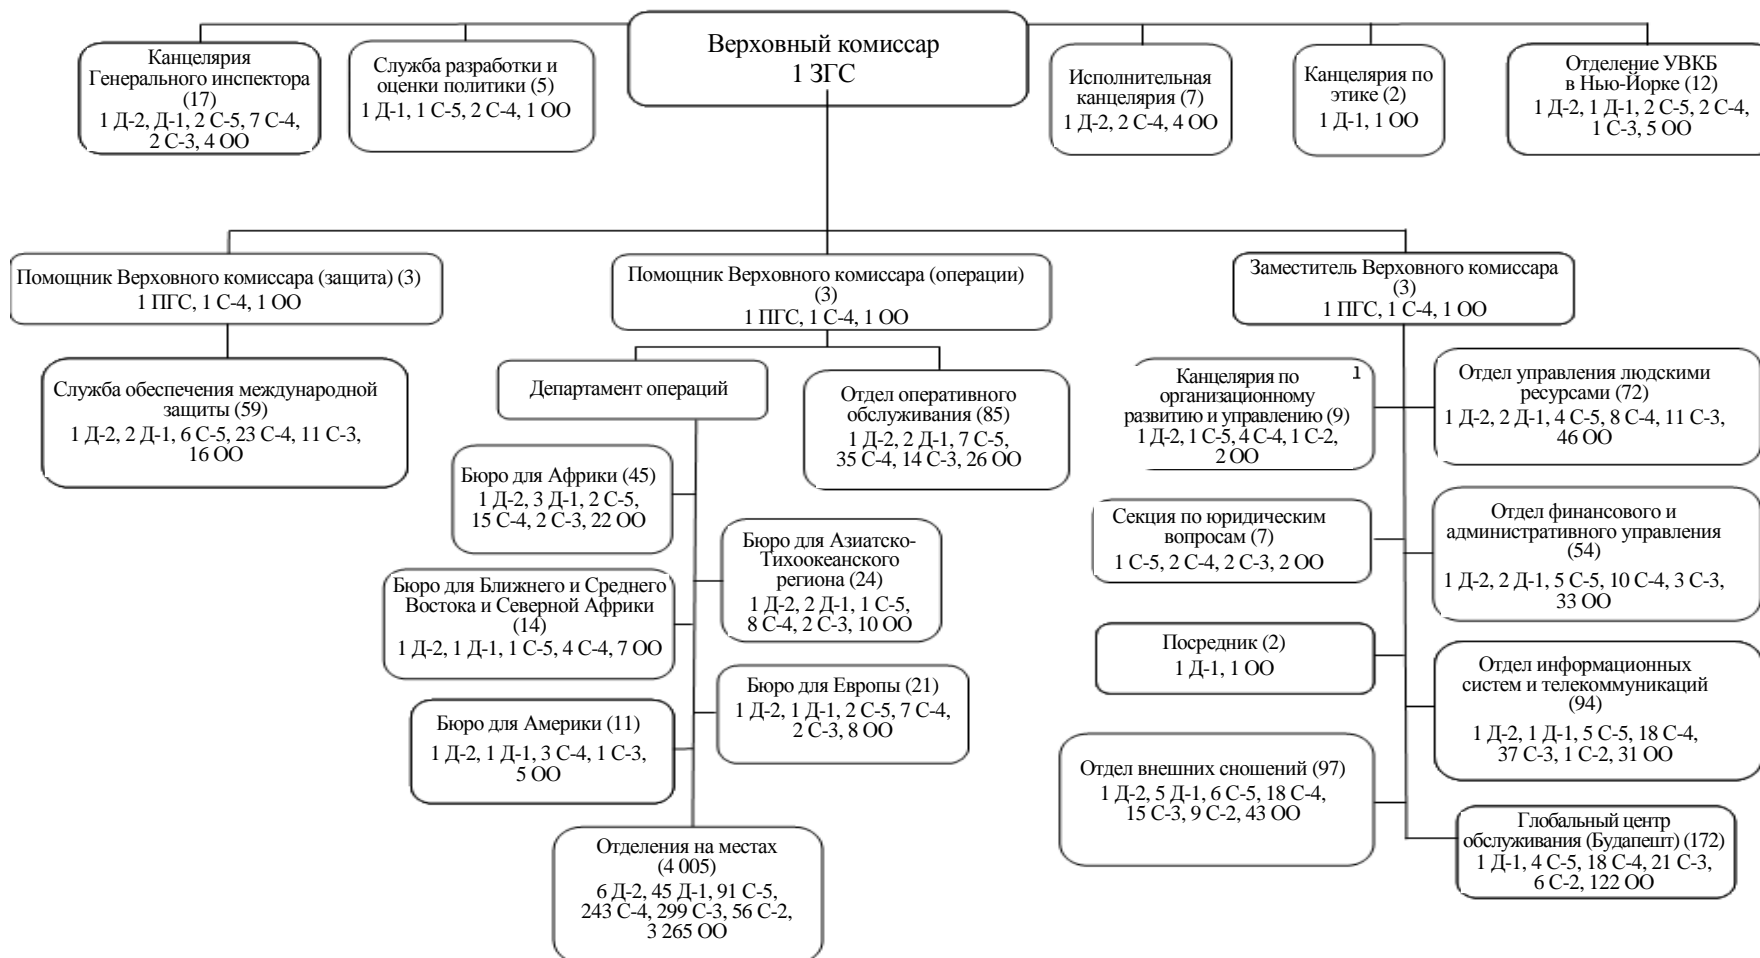 Верховный комиссар
1 ЗГС
Канцелярия
Генерального инспектора
(17)
1 Д-2, Д-1, 2 С-5, 7 С-4,
2 С-3, 4 ОО
Служба разработки и
оценки политики (5)
1 Д-1, 1 С-5, 2 С-4, 1 ОО
Исполнительная
канцелярия (7)
1 Д-2, 2 С-4, 4 ОО
Канцелярия по
этике (2)
1 Д-1, 1 ОО
Отделение УВКБ
в Нью-Йорке (12)
1 Д-2, 1 Д-1, 2 С-5, 2 С-4,
1 С-3, 5 ОО
Помощник Верховного комиссара (защита) (3)
1 ПГС, 1 С-4, 1 ОО
Служба обеспечения международной
защиты (59)
1 Д-2, 2 Д-1, 6 С-5, 23 С-4, 11 С-3,
16 ОО
Помощник Верховного комиссара (операции)
(3)
1 ПГС, 1 С-4, 1 ОО
Департамент операций
Отдел оперативного
обслуживания (85)
1 Д-2, 2 Д-1, 7 С-5,
35 С-4, 14 С-3, 26 ОО
Бюро для Африки (45)
1 Д-2, 3 Д-1, 2 С-5,
15 С-4, 2 С-3, 22 ОО
Бюро для Азиатско-
Тихоокеанского
региона (24)
1 Д-2, 2 Д-1, 1 С-5,
8 С-4, 2 С-3, 10 ОО
Бюро для Ближнего и Среднего
Востока и Северной Африки
(14)
1 Д-2, 1 Д-1, 1 С-5, 4 С-4, 7 ОО
Бюро для Европы (21)
1 Д-2, 1 Д-1, 2 С-5, 7 С-4,
2 С-3, 8 ОО
Бюро для Америки (11)
1 Д-2, 1 Д-1, 3 С-4, 1 С-3,
5 ОО
Отделения на местах
(4 005)
6 Д-2, 45 Д-1, 91 С-5,
243 С-4, 299 С-3, 56 С-2,
3 265 ОО
Заместитель Верховного комиссара
(3)
1 ПГС, 1 С-4, 1 ОО
Канцелярия по 1
организационному
развитию и управлению (9)
1 Д-2, 1 С-5, 4 С-4, 1 С-2,
2 ОО
Отдел управления людскими
ресурсами (72)
1 Д-2, 2 Д-1, 4 С-5, 8 С-4, 11 С-3,
46 ОО
Секция по юридическим
вопросам (7)
1 С-5, 2 С-4, 2 С-3, 2 ОО
Отдел финансового и
административного управления
(54)
1 Д-2, 2 Д-1, 5 С-5, 10 С-4, 3 С-3,
33 ОО
Посредник (2)
1 Д-1, 1 ОО
Отдел информационных
систем и телекоммуникаций
(94)
1 Д-2, 1 Д-1, 5 С-5, 18 С-4,
37 С-3, 1 С-2, 31 ОО
Отдел внешних сношений (97)
1 Д-2, 5 Д-1, 6 С-5, 18 С-4,
15 С-3, 9 С-2, 43 ОО
Глобальный центр
обслуживания (Будапешт) (172)
1 Д-1, 4 С-5, 18 С-4, 21 С-3,
6 С-2, 122 ОО